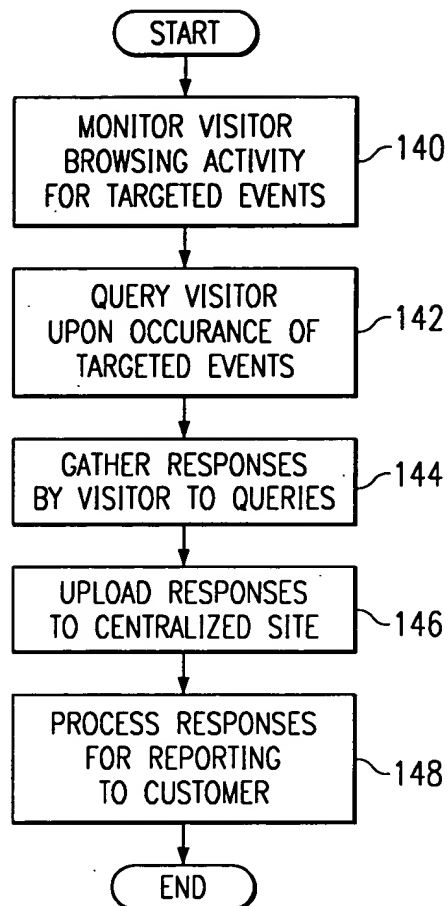 START
MONITOR VISITOR
BROWSING ACTIVITY
FOR TARGETED EVENTS
140
QUERY VISITOR
UPON OCCURANCE OF
TARGETED EVENTS
142
GATHER RESPONSES
BY VISITOR TO QUERIES
144
UPLOAD RESPONSES
TO CENTRALIZED SITE
146
PROCESS RESPONSES
FOR REPORTING
TO CUSTOMER
148
END